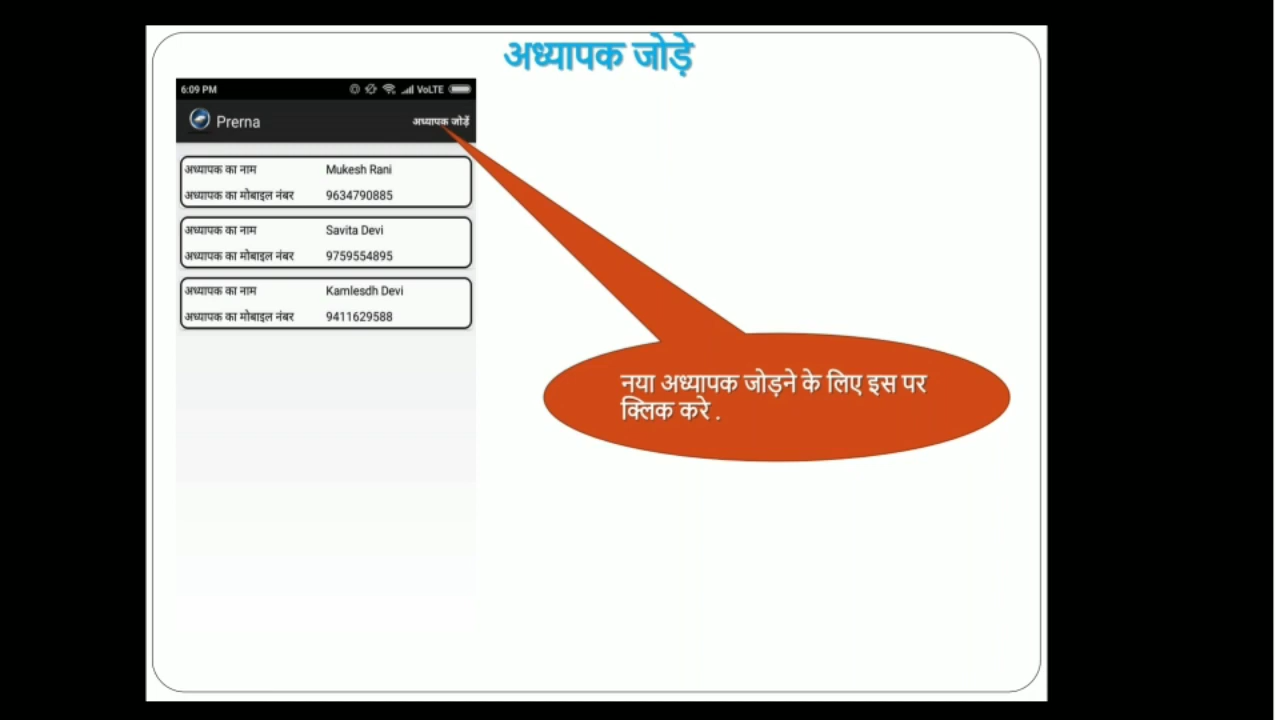 अध्यापक जोड़े
6:09 PM VoLTE
Prerna अध्यापक जोड़ें
अध्यापक का नाम Mukesh Rani
अध्यापक का मोबाइल नंबर 9634790885
अध्यापक का नाम Savita Devi
अध्यापक का मोबाइल नंबर 9759554895
अध्यापक का नाम Kamlesdh Devi
अध्यापक का मोबाइल नंबर 9411629588
नया अध्यापक जोड़ने के लिए इस पर
क्लिक करे .